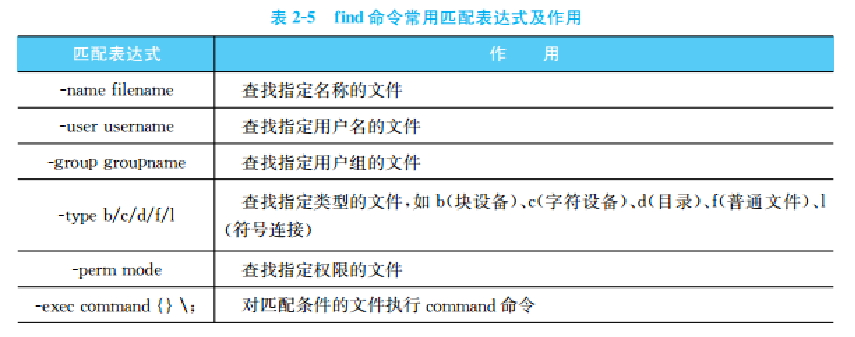 表 2-5 find 命令常用匹配表达式及作用
匹配表达式 作 用
-name filename 查找指定名称的文件
-user username 查找指定用户名的文件
-group groupname 查找指定用户组的文件
-type b/c/d/f/l 查找指定类型的文件,如 b(块设备)、c(字符设备)、d(目录)、f(普通文件)、l
(符号连接)
-perm mode 查找指定权限的文件
-exec command {} \; 对匹配条件的文件执行 command 命令